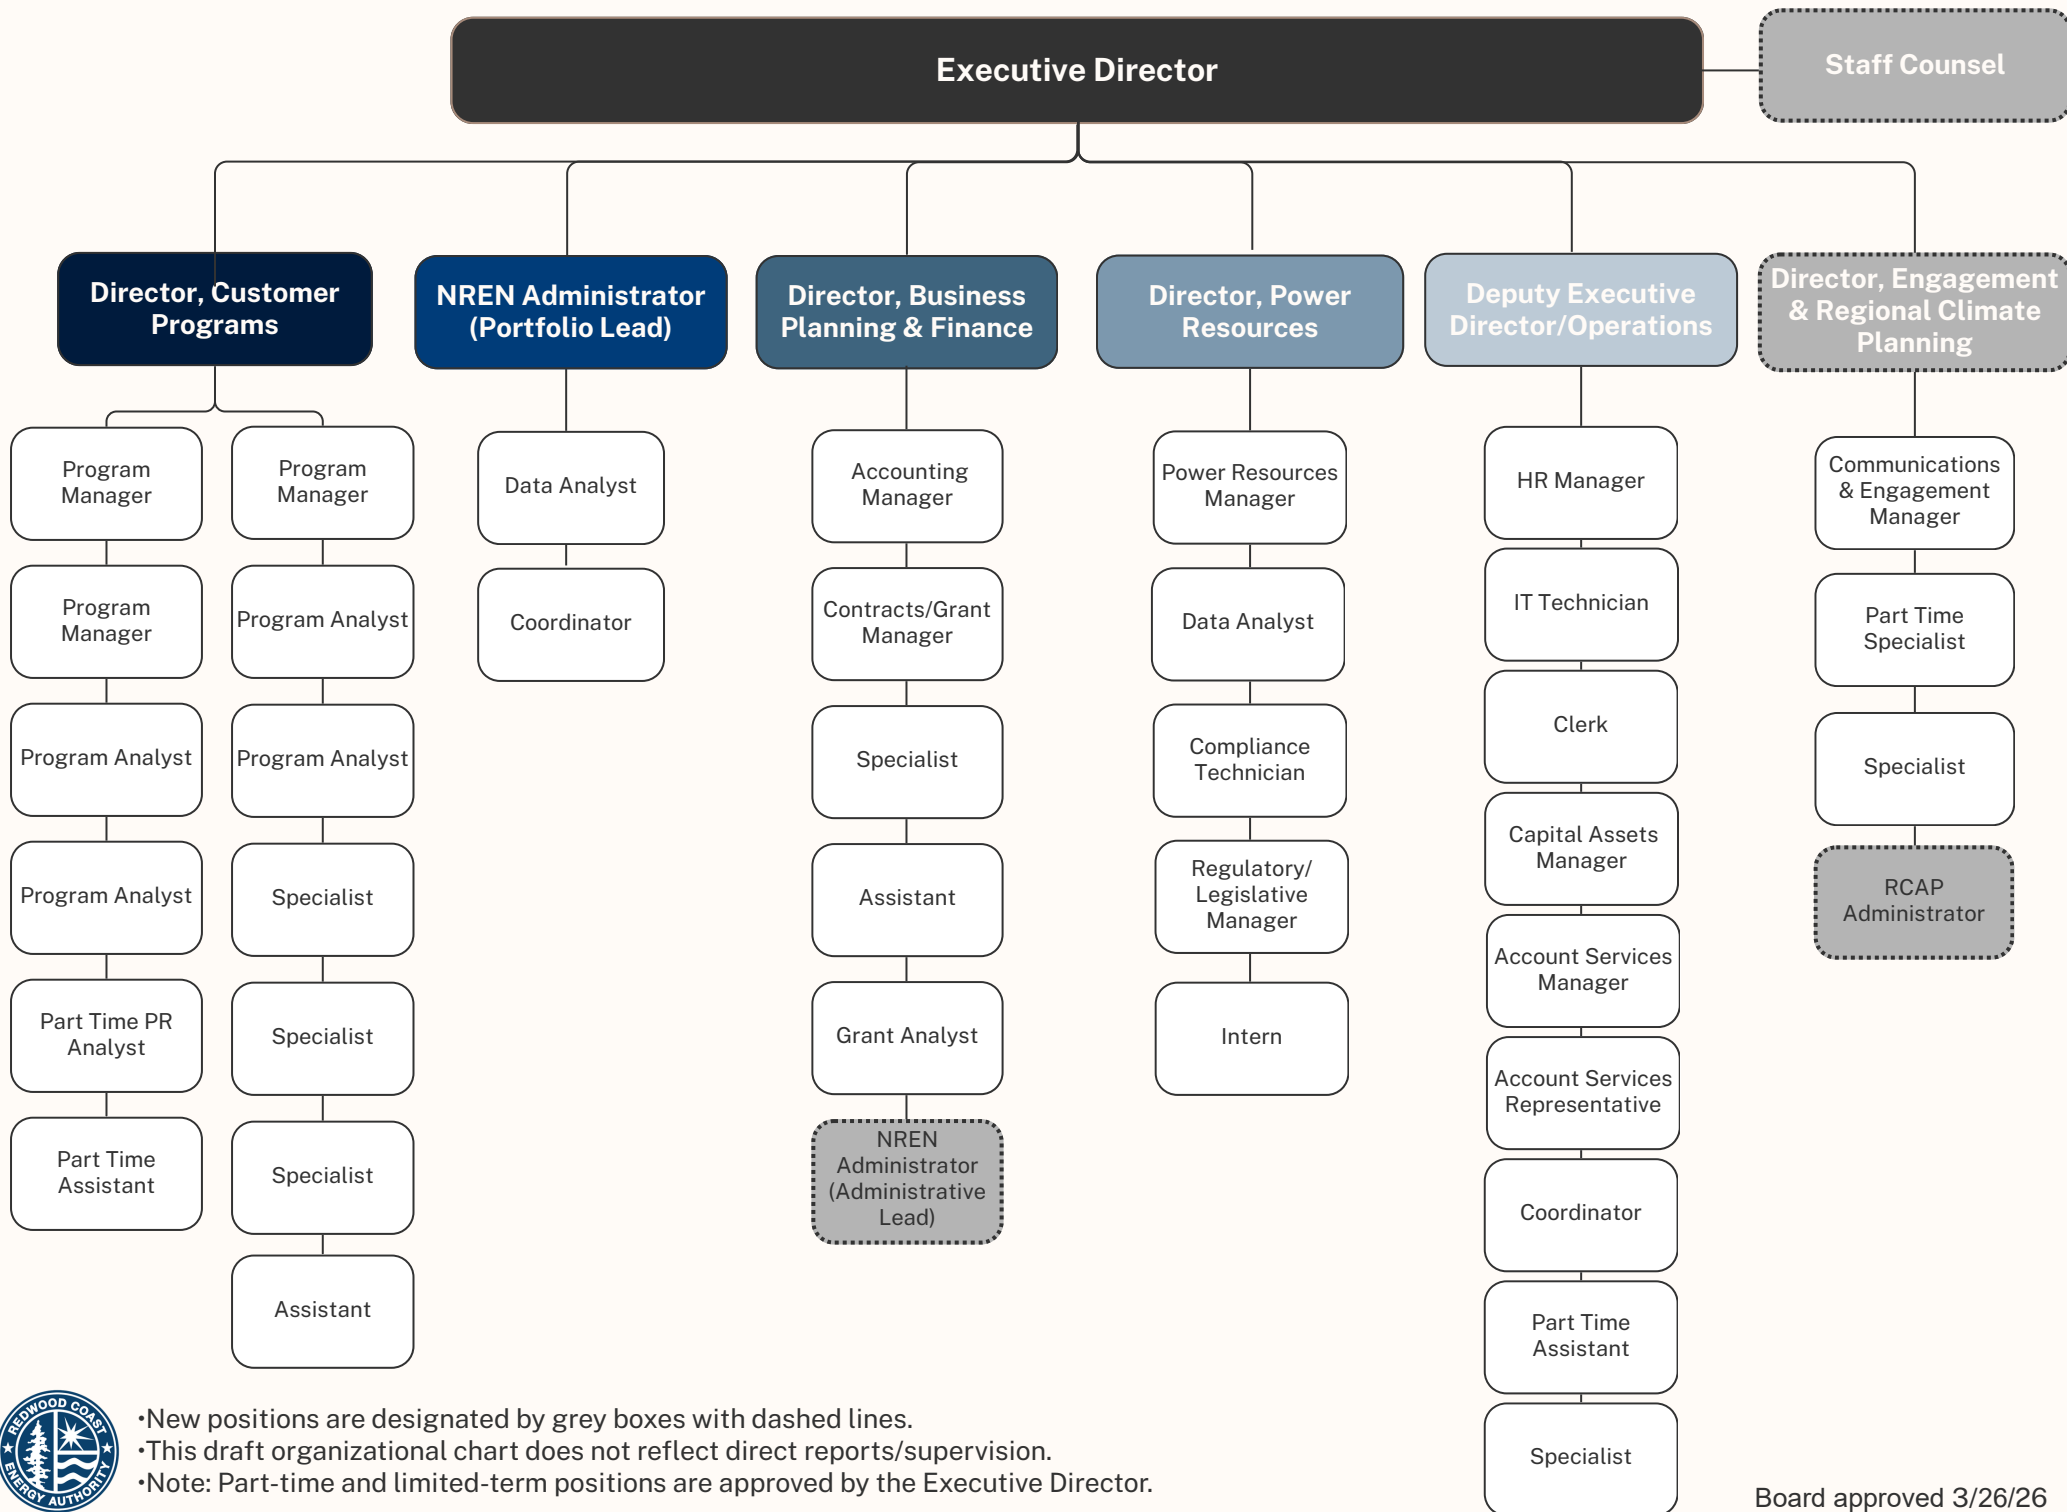 Executive Director
Staff Counsel
Director, Customer
Programs
NREN Administrator
(Portfolio Lead)
Director, Business
Planning & Finance
Director, Power
Resources
Deputy Executive
Director/Operations
Director, Engagement
& Regional Climate
Planning
Program
Manager
Program
Manager
Program Analyst
Program Analyst
Part Time PR
Analyst
Part Time
Assistant
Program
Manager
Program Analyst
Program Analyst
Specialist
Specialist
Specialist
Assistant
Data Analyst
Coordinator
Accounting
Manager
Contracts/Grant
Manager
Specialist
Assistant
Grant Analyst
NREN
Administrator
(Administrative
Lead)
Power Resources
Manager
Data Analyst
Compliance
Technician
Regulatory/
Legislative
Manager
Intern
HR Manager
IT Technician
Clerk
Capital Assets
Manager
Account Services
Manager
Account Services
Representative
Coordinator
Part Time
Assistant
Specialist
Communications
& Engagement
Manager
Part Time
Specialist
Specialist
RCAP
Administrator
REDWOOD COAST
ENERGY AUTHORITY
•New positions are designated by grey boxes with dashed lines.
•This draft organizational chart does not reflect direct reports/supervision.
•Note: Part-time and limited-term positions are approved by the Executive Director.
Board approved 3/26/26